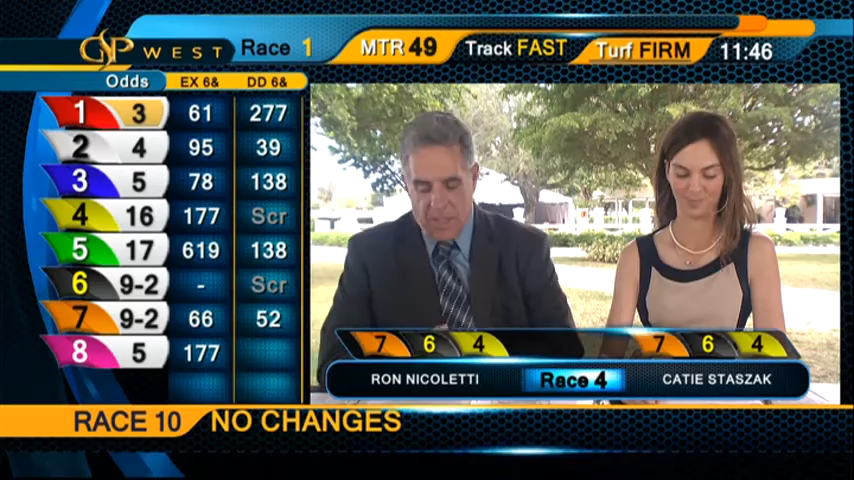 GSP WEST Race 1 MTR 49 Track FAST Turf FIRM 11:46
Odds EX 6& DD 6&
1 3 61 277
2 4 95 39
3 5 78 138
4 16 177 Scr
5 17 619 138
6 9-2 - Scr
7 9-2 66 52
8 5 177
7 6 4 7 6 4
RON NICOLETTI Race 4 CATIE STASZAK
RACE 10 NO CHANGES